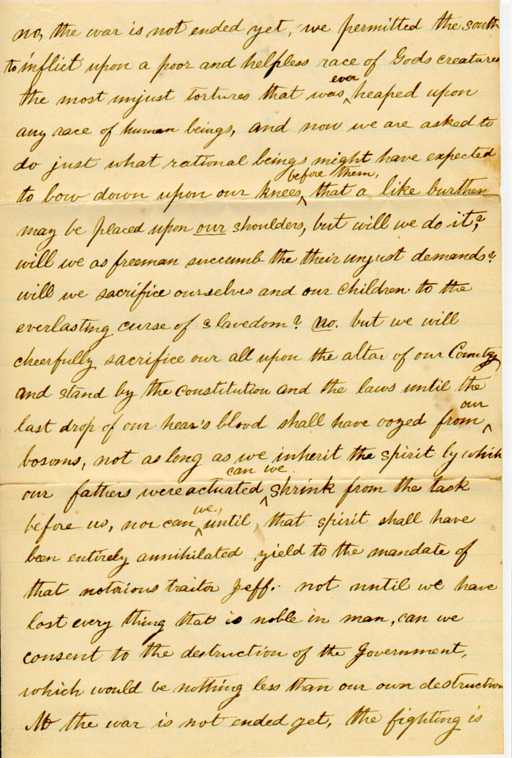 no, the war is not ended yet, we permitted the south
to inflict upon a poor and helpless race of Gods creatures
the most unjust tortures that was ever heaped upon
any race of human beings, and now we are asked to
do just what rational beings might have expected
to bow down upon our knees before them, that a like burthen
may be placed upon our shoulders, but will we do it?
will we as freeman succumb the their unjust demands?
will we sacrifice ourselves and our children to the
everlasting curse of slavedom? no. but we will
cheerfully sacrifice our all upon the altar of our Country
and stand by the constitution and the laws until the
last drop of our hear's blood shall have oozed from our
bosoms, not as long as we inherit the spirit by which
our fathers were actuated can we shrink from the task
before us, nor can we, until that spirit shall have
been entirely annihilated yield to the mandate of
that notorious traitor Jeff. not until we have
lost every thing that is noble in man, can we
consent to the destruction of the Government,
which would be nothing less than our own destruction
the war is not ended yet, the fighting is